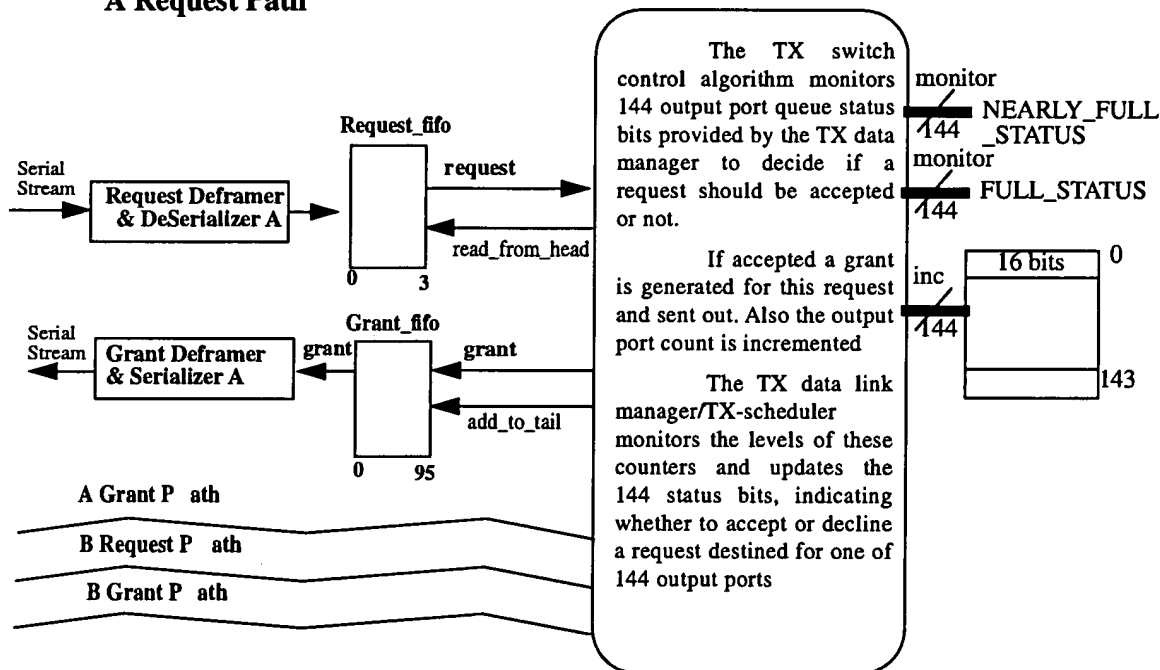 A Request Path
Serial
Stream
Request Deframer
& DeSerializer A
Request_fifo
0 3
request
read_from_head
Serial
Stream
Grant Deframer
& Serializer A
grant
Grant_fifo
0 95
grant
add_to_tail
A Grant P ath
B Request P ath
B Grant P ath
The TX switch
control algorithm monitors
144 output port queue status
bits provided by the TX data
manager to decide if a
request should be accepted
or not.
If accepted a grant
is generated for this request
and sent out. Also the output
port count is incremented
The TX data link
manager/TX-scheduler
monitors the levels of these
counters and updates the
144 status bits, indicating
whether to accept or decline
a request destined for one of
144 output ports
monitor
144
NEARLY_FULL
_STATUS
monitor
144
FULL_STATUS
inc
144
16 bits
0
143